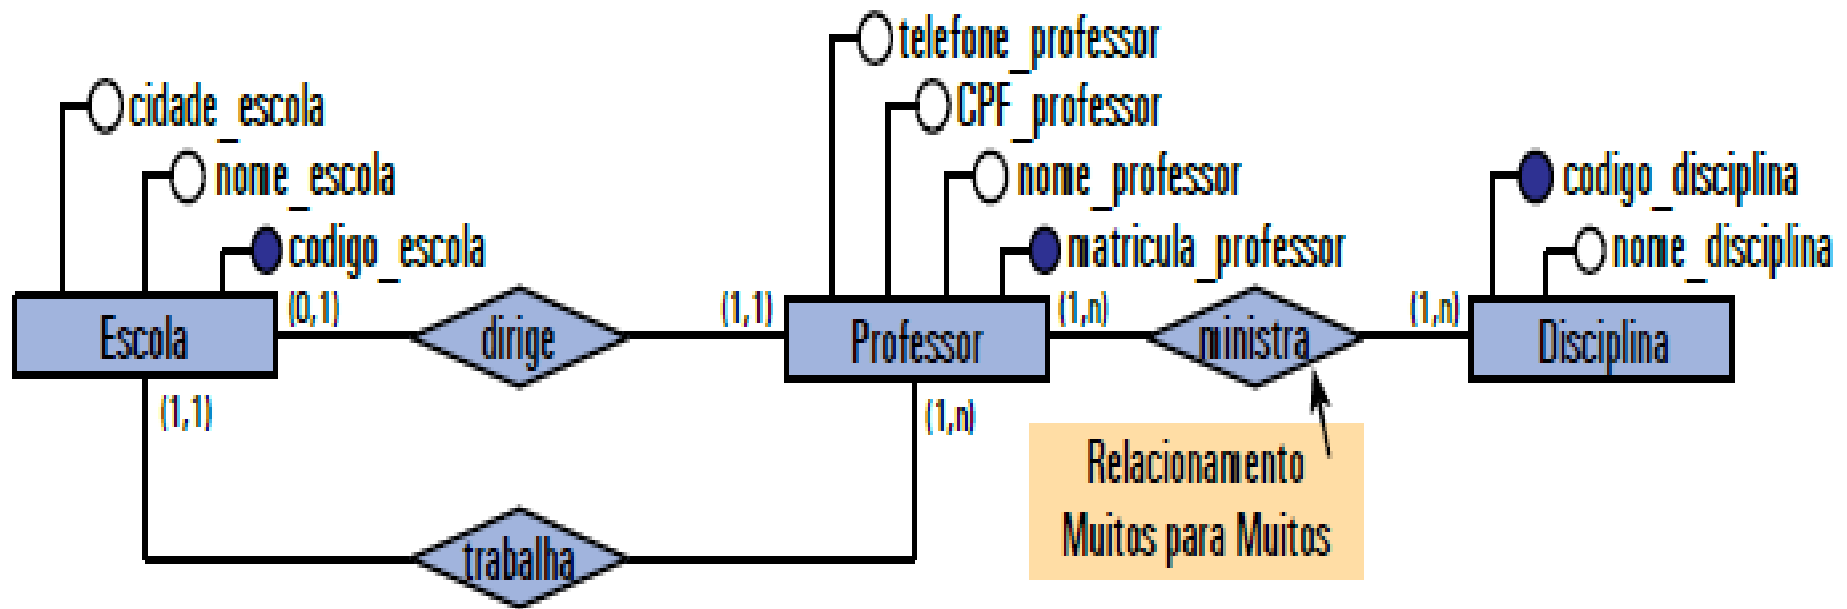 telefone_professor
cidade_escola
CPF_professor
nome_escola
nome_professor
codigo_disciplina
codigo_escola
matricula_professor
nome_disciplina
(0,1)
(1,1)
(1,n)
(1,n)
Escola
dirige
Professor
ministra
Disciplina
(1,1)
(1,n)
Relacionamento
Muitos para Muitos
trabalha